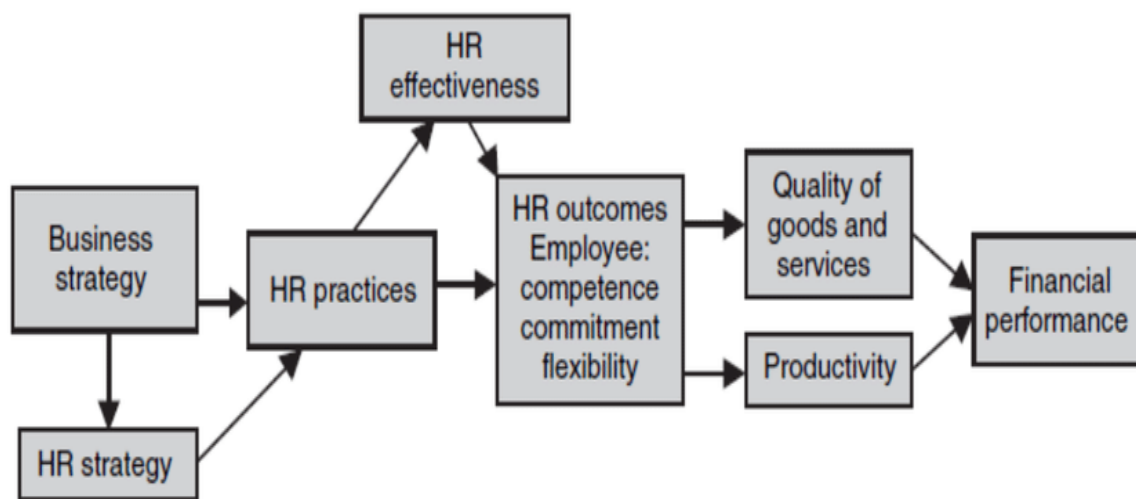 HR
effectiveness
Business
strategy
HR strategy
HR practices
HR outcomes
Employee:
competence
commitment
flexibility
Quality of
goods and
services
Productivity
Financial
performance